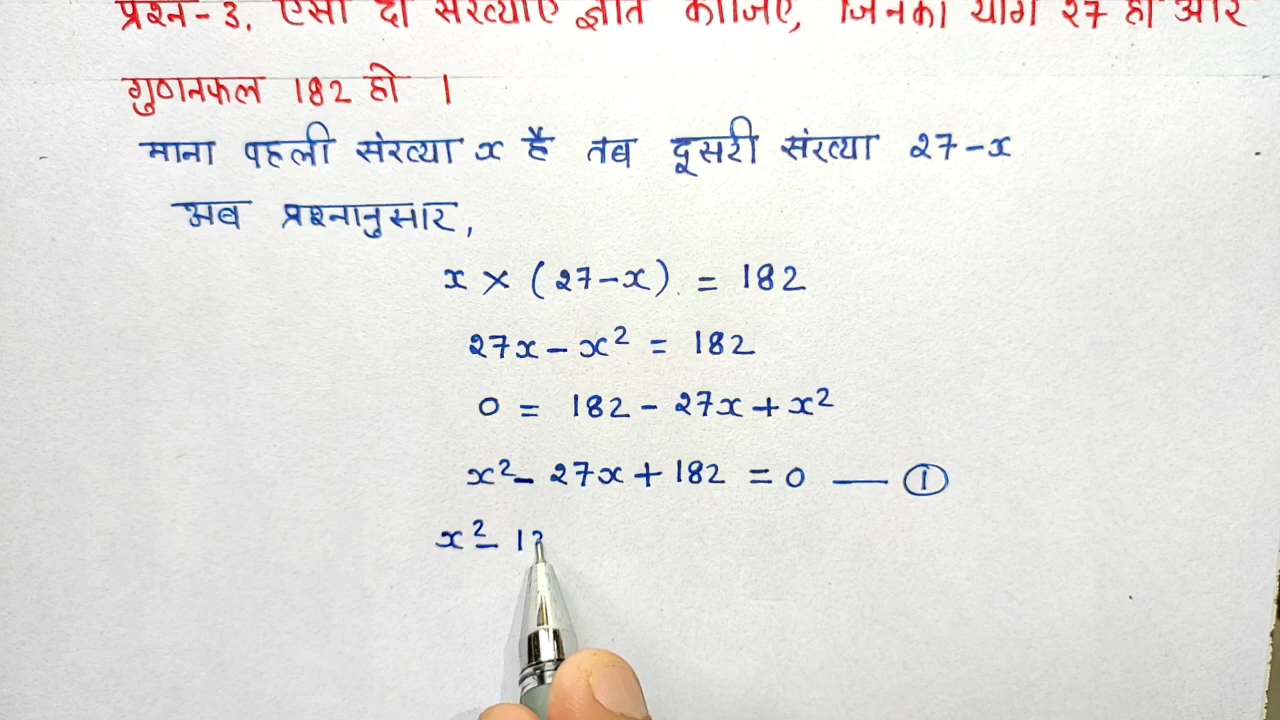 प्रश्न-3. ऐसी दो संख्याएँ ज्ञात कीजिए, जिनका योग 27 हो और
गुणनफल 182 हो ।
माना पहली संख्या x है तब दूसरी संख्या 27-x
अब प्रश्नानुसार,
x × (27-x) = 182
27x - x² = 182
0 = 182 - 27x + x²
x² - 27x + 182 = 0 — ①
x² - 13